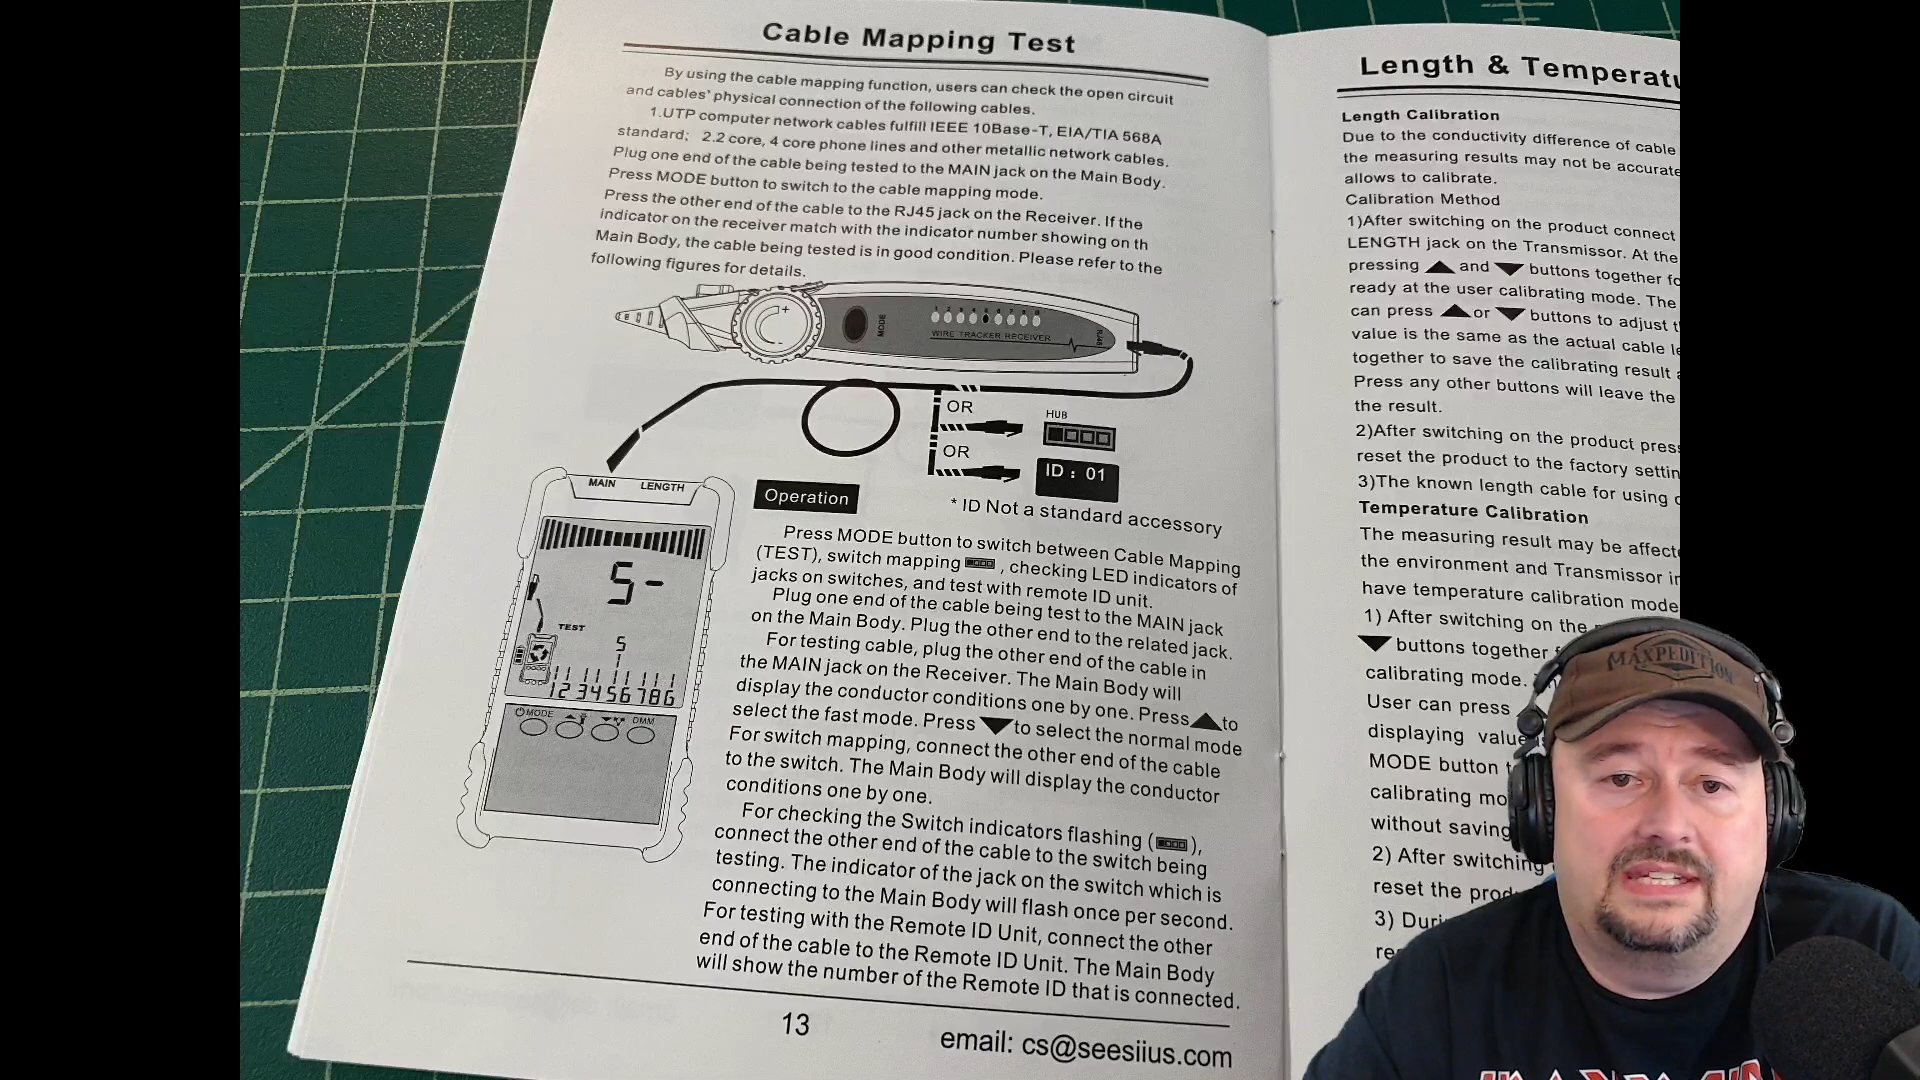 Cable Mapping Test
By using the cable mapping function, users can check the open circuit
and cables' physical connection of the following cables.
1.UTP computer network cables fulfill IEEE 10Base-T, EIA/TIA 568A
standard; 2.2 core, 4 core phone lines and other metallic network cables.
Plug one end of the cable being tested to the MAIN jack on the Main Body.
Press MODE button to switch to the cable mapping mode.
Press the other end of the cable to the RJ45 jack on the Receiver. If the
indicator on the receiver match with the indicator number showing on th
Main Body, the cable being tested is in good condition. Please refer to the
following figures for details.
MODE
WIRE TRACKER RECEIVER
RJ45
OR
HUB
OR
ID : 01
* ID Not a standard accessory
MAIN LENGTH
5-
TEST
5
12345678G
MODE
DMM
Operation
Press MODE button to switch between Cable Mapping
(TEST), switch mapping , checking LED indicators of
jacks on switches, and test with remote ID unit.
Plug one end of the cable being test to the MAIN jack
on the Main Body. Plug the other end to the related jack.
For testing cable, plug the other end of the cable in
the MAIN jack on the Receiver. The Main Body will
display the conductor conditions one by one. Press ▲ to
select the fast mode. Press ▼ to select the normal mode
For switch mapping, connect the other end of the cable
to the switch. The Main Body will display the conductor
conditions one by one.
For checking the Switch indicators flashing ( ),
connect the other end of the cable to the switch being
testing. The indicator of the jack on the switch which is
connecting to the Main Body will flash once per second.
For testing with the Remote ID Unit, connect the other
end of the cable to the Remote ID Unit. The Main Body
will show the number of the Remote ID that is connected.
13
email: cs@seesiius.com
Length & Temperatu
Length Calibration
Due to the conductivity difference of cable
the measuring results may not be accurate
allows to calibrate.
Calibration Method
1)After switching on the product connect
LENGTH jack on the Transmissor. At the
pressing ▲ and ▼ buttons together fo
ready at the user calibrating mode. The
can press ▲ or ▼ buttons to adjust t
value is the same as the actual cable le
together to save the calibrating result
Press any other buttons will leave the
the result.
2)After switching on the product pres
reset the product to the factory settin
3)The known length cable for using
Temperature Calibration
The measuring result may be affect
the environment and Transmissor in
have temperature calibration mode
1) After switching on the
▼ buttons together
calibrating mode.
User can press
displaying value
MODE button
calibrating mo
without saving
2) After switching
reset the prod
3) Duri
re
MAXPEDITION
IRON MAIDEN